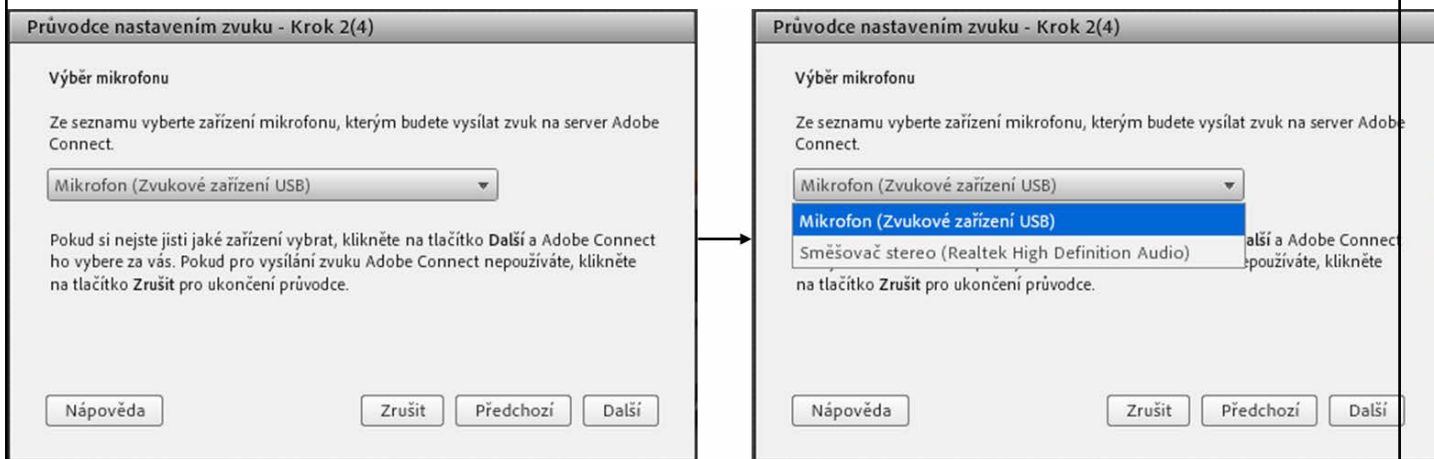 Průvodce nastavením zvuku - Krok 2(4)
Výběr mikrofonu
Ze seznamu vyberte zařízení mikrofonu, kterým budete vysílat zvuk na server Adobe
Connect.
Mikrofon (Zvukové zařízení USB)
Pokud si nejste jisti jaké zařízení vybrat, klikněte na tlačítko Další a Adobe Connect
ho vybere za vás. Pokud pro vysílání zvuku Adobe Connect nepoužíváte, klikněte
na tlačítko Zrušit pro ukončení průvodce.
Nápověda
Zrušit
Předchozí
Další
Průvodce nastavením zvuku - Krok 2(4)
Výběr mikrofonu
Ze seznamu vyberte zařízení mikrofonu, kterým budete vysílat zvuk na server Adobe
Connect.
Mikrofon (Zvukové zařízení USB)
Mikrofon (Zvukové zařízení USB)
Směšovač stereo (Realtek High Definition Audio)
a Adobe Connect
klikněte
na tlačítko Zrušit pro ukončení průvodce.
Nápověda
Zrušit
Předchozí
Další